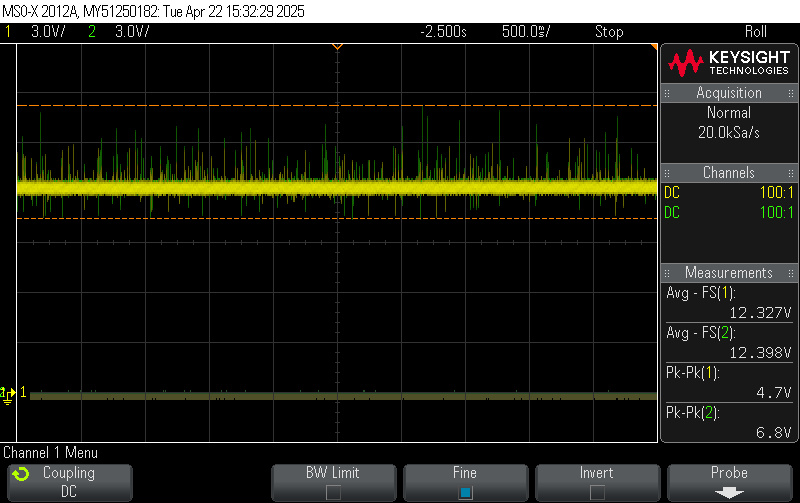 MSO-X 2012A, MY51250182: Tue Apr 22 15:32:29 2025
1 3.0V/ 2 3.0V/ -2.500s 500.0ms/ Stop Roll
KEYSIGHT
TECHNOLOGIES
Acquisition
Normal
20.0kSa/s
Channels
DC 100:1
DC 100:1
Measurements
Avg - FS(1):
12.327V
Avg - FS(2):
12.398V
Pk-Pk(1):
4.7V
Pk-Pk(2):
6.8V
2 1
Channel 1 Menu
Coupling
DC
BW Limit
Fine
Invert
Probe